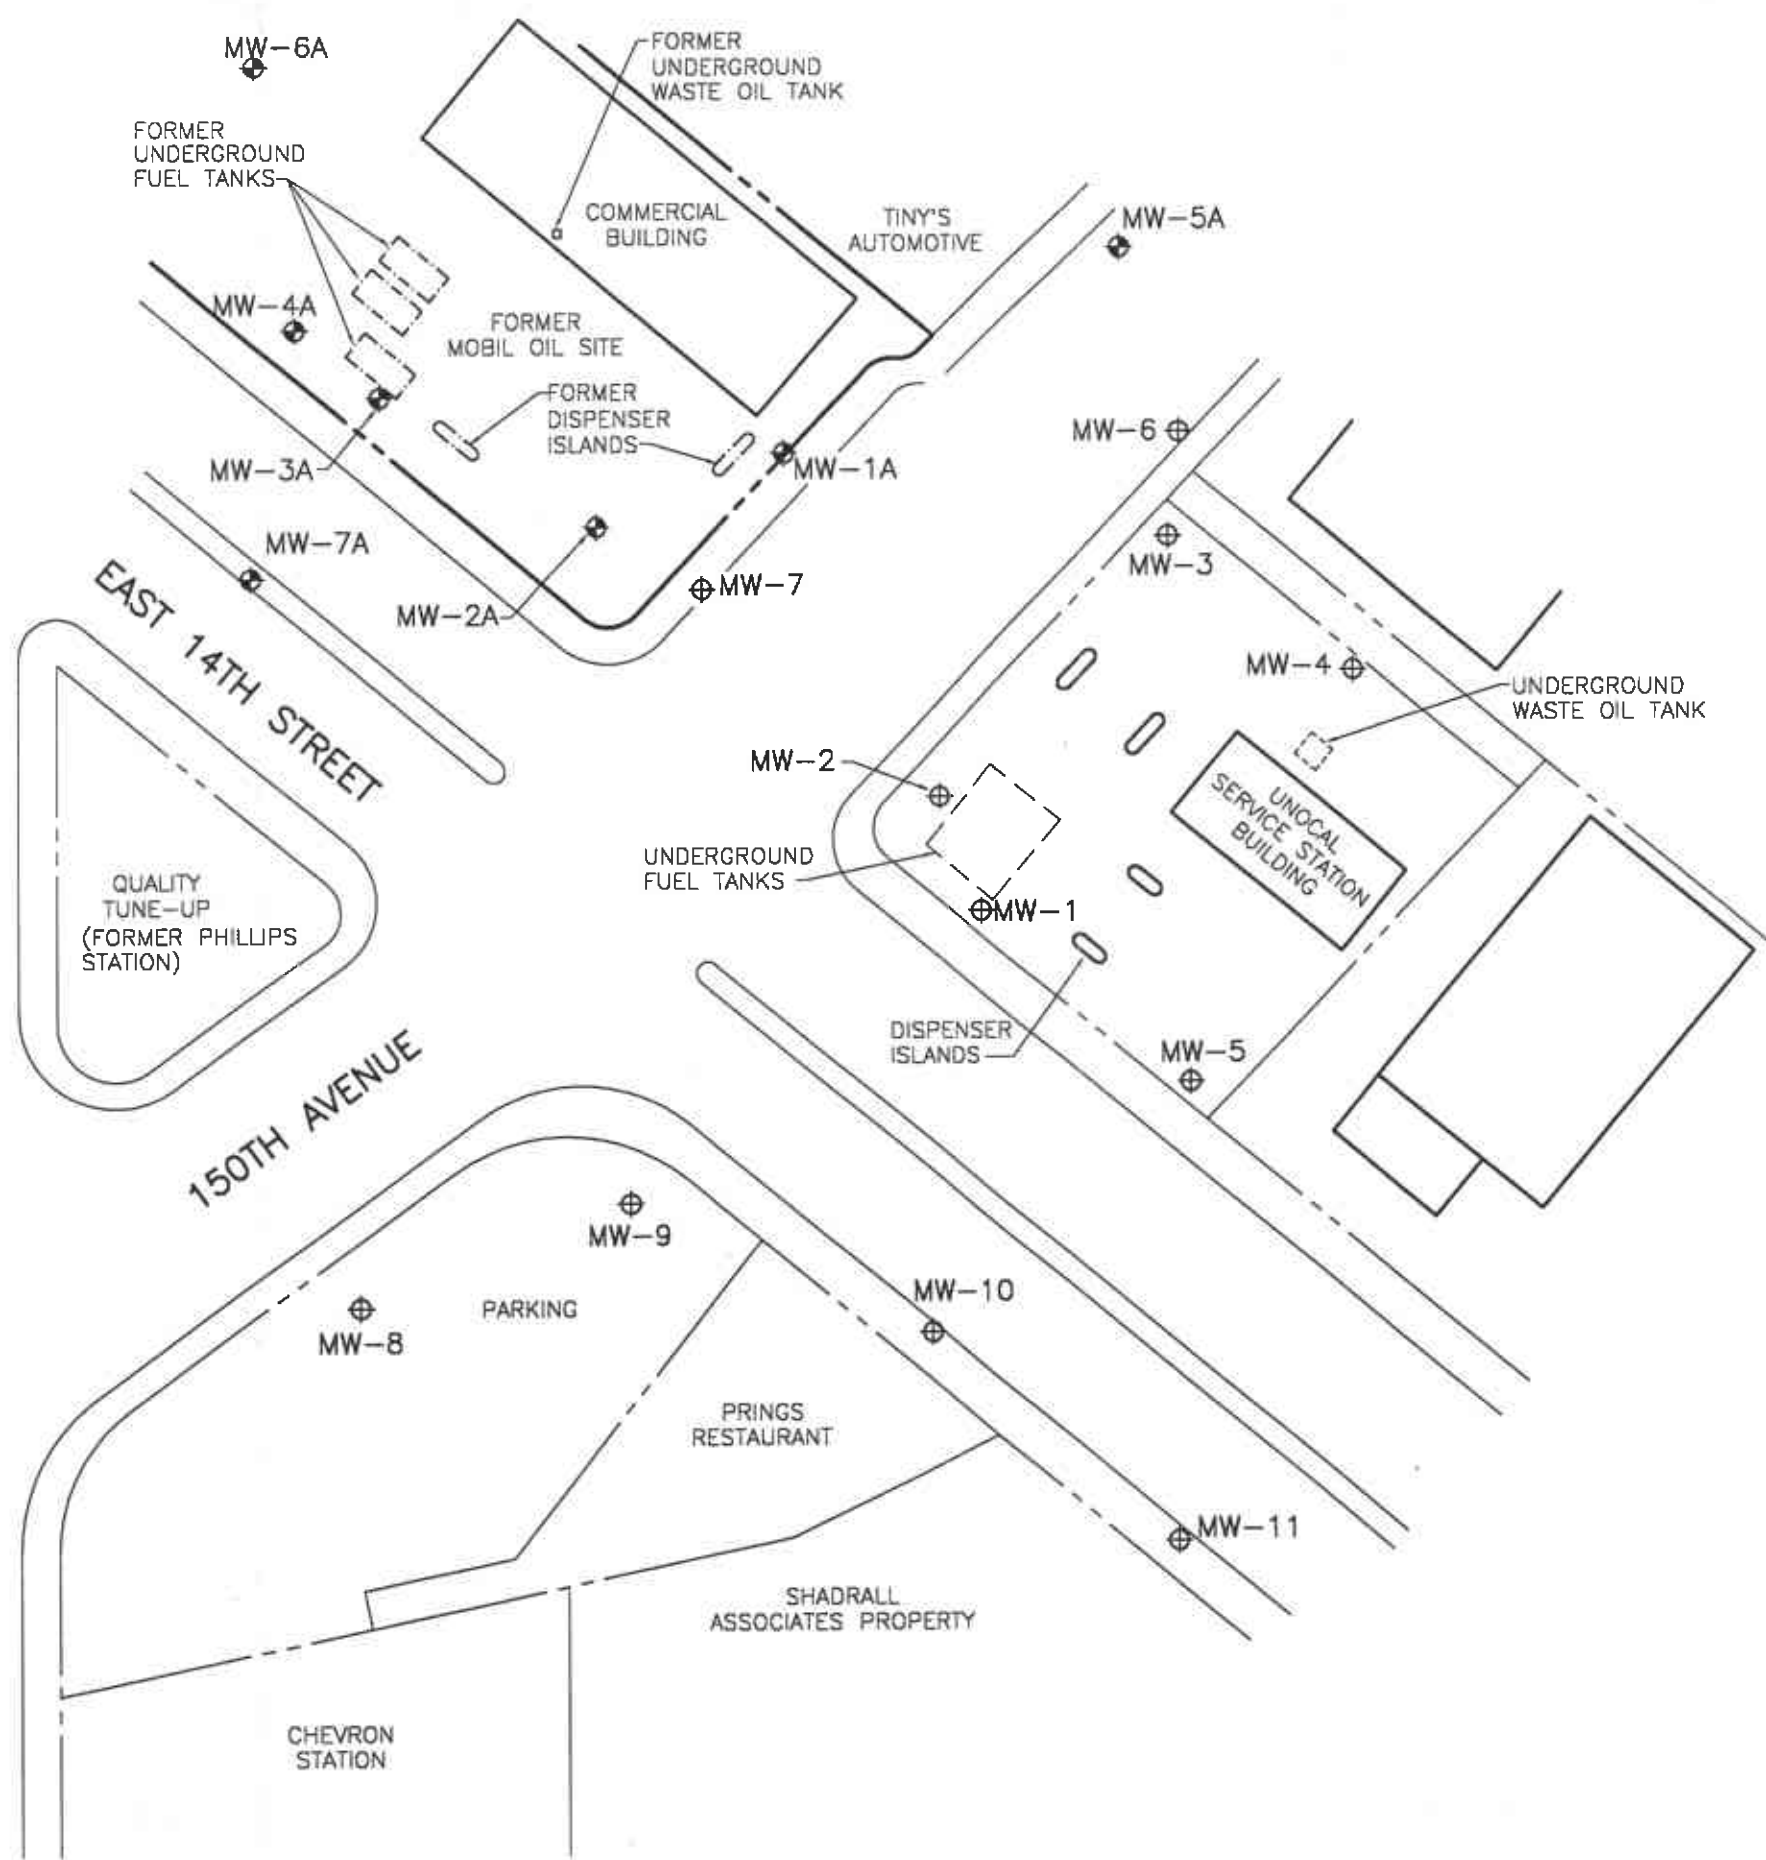 MW-6A
FORMER
UNDERGROUND
WASTE OIL TANK
FORMER
UNDERGROUND
FUEL TANKS
COMMERCIAL
BUILDING
TINY'S
AUTOMOTIVE
MW-5A
MW-4A
FORMER
MOBIL OIL SITE
FORMER
DISPENSER
ISLANDS
MW-3A
MW-1A
MW-6
MW-7A
MW-2A
MW-7
MW-3
MW-4
EAST 14TH STREET
UNDERGROUND
WASTE OIL TANK
MW-2
UNOCAL
SERVICE STATION
BUILDING
UNDERGROUND
FUEL TANKS
MW-1
QUALITY
TUNE-UP
(FORMER PHILLIPS
STATION)
DISPENSER
ISLANDS
MW-5
150TH AVENUE
MW-9
MW-8
PARKING
MW-10
PRINGS
RESTAURANT
MW-11
SHADRALL
ASSOCIATES PROPERTY
CHEVRON
STATION